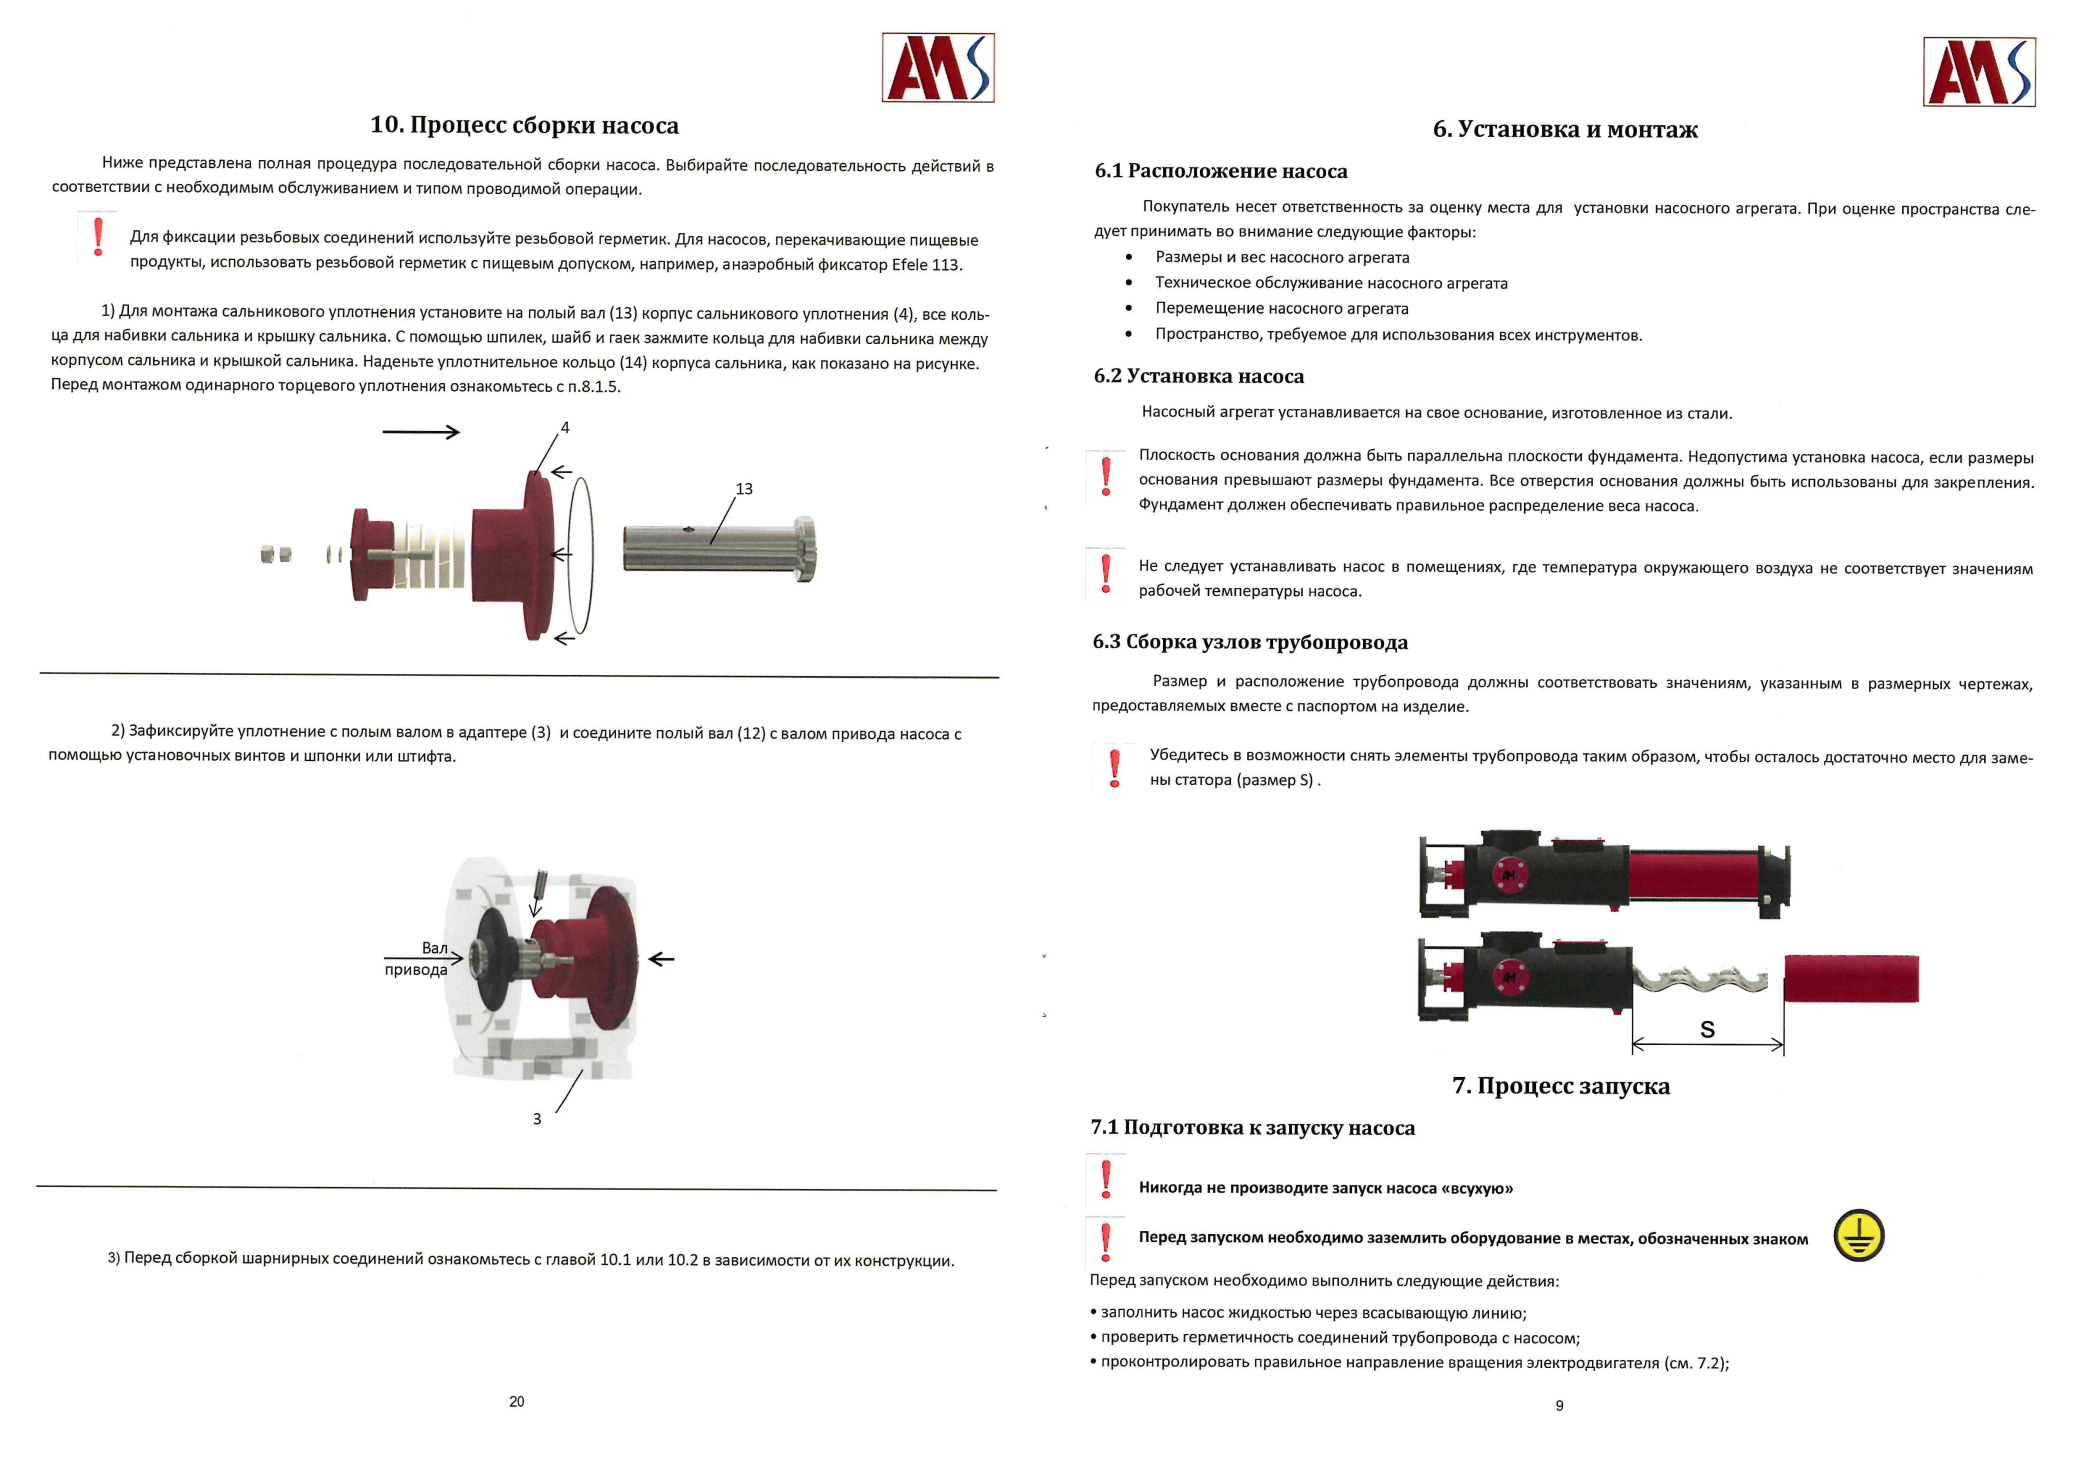 AMS
10. Процесс сборки насоса
Ниже представлена полная процедура последовательной сборки насоса. Выбирайте последовательность действий в
соответствии с необходимым обслуживанием и типом проводимой операции.
Для фиксации резьбовых соединений используйте резьбовой герметик. Для насосов, перекачивающие пищевые
продукты, использовать резьбовой герметик с пищевым допуском, например, анаэробный фиксатор Efele 113.
1) Для монтажа сальникового уплотнения установите на полый вал (13) корпус сальникового уплотнения (4), все коль-
ца для набивки сальника и крышку сальника. С помощью шпилек, шайб и гаек зажмите кольца для набивки сальника между
корпусом сальника и крышкой сальника. Наденьте уплотнительное кольцо (14) корпуса сальника, как показано на рисунке.
Перед монтажом одинарного торцевого уплотнения ознакомьтесь с п.8.1.5.
4
13
2) Зафиксируйте уплотнение с полым валом в адаптере (3) и соедините полый вал (12) с валом привода насоса с
помощью установочных винтов и шпонки или штифта.
Вал
привода
3
3) Перед сборкой шарнирных соединений ознакомьтесь с главой 10.1 или 10.2 в зависимости от их конструкции.
20
AMS
6. Установка и монтаж
6.1 Расположение насоса
Покупатель несет ответственность за оценку места для установки насосного агрегата. При оценке пространства сле-
дует принимать во внимание следующие факторы:
• Размеры и вес насосного агрегата
• Техническое обслуживание насосного агрегата
• Перемещение насосного агрегата
• Пространство, требуемое для использования всех инструментов.
6.2 Установка насоса
Насосный агрегат устанавливается на свое основание, изготовленное из стали.
Плоскость основания должна быть параллельна плоскости фундамента. Недопустима установка насоса, если размеры
основания превышают размеры фундамента. Все отверстия основания должны быть использованы для закрепления.
Фундамент должен обеспечивать правильное распределение веса насоса.
Не следует устанавливать насос в помещениях, где температура окружающего воздуха не соответствует значениям
рабочей температуры насоса.
6.3 Сборка узлов трубопровода
Размер и расположение трубопровода должны соответствовать значениям, указанным в размерных чертежах,
предоставляемых вместе с паспортом на изделие.
Убедитесь в возможности снять элементы трубопровода таким образом, чтобы осталось достаточно место для заме-
ны статора (размер S) .
S
7. Процесс запуска
7.1 Подготовка к запуску насоса
Никогда не производите запуск насоса «всухую»
Перед запуском необходимо заземлить оборудование в местах, обозначенных знаком
Перед запуском необходимо выполнить следующие действия:
• заполнить насос жидкостью через всасывающую линию;
• проверить герметичность соединений трубопровода с насосом;
• проконтролировать правильное направление вращения электродвигателя (см. 7.2);
9